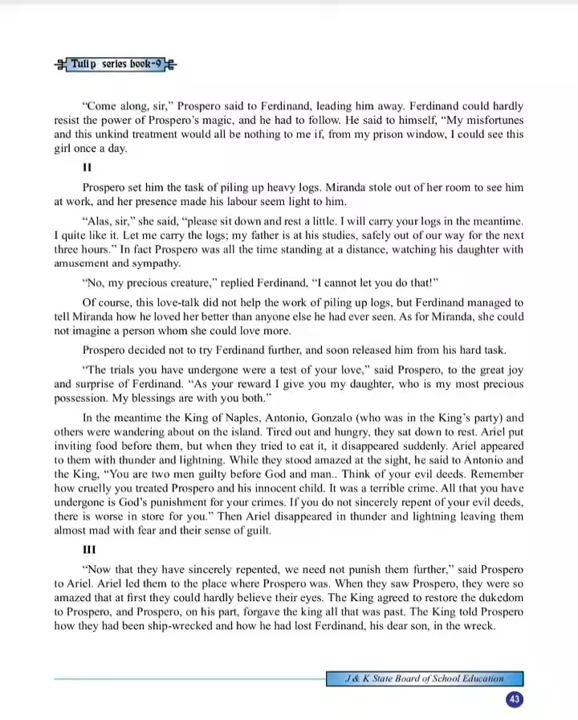 Tulip series book-9
“Come along, sir,” Prospero said to Ferdinand, leading him away. Ferdinand could hardly
resist the power of Prospero’s magic, and he had to follow. He said to himself, “My misfortunes
and this unkind treatment would all be nothing to me if, from my prison window, I could see this
girl once a day.
II
Prospero set him the task of piling up heavy logs. Miranda stole out of her room to see him
at work, and her presence made his labour seem light to him.
“Alas, sir,” she said, “please sit down and rest a little. I will carry your logs in the meantime.
I quite like it. Let me carry the logs; my father is at his studies, safely out of our way for the next
three hours.” In fact Prospero was all the time standing at a distance, watching his daughter with
amusement and sympathy.
“No, my precious creature,” replied Ferdinand, “I cannot let you do that!”
Of course, this love-talk did not help the work of piling up logs, but Ferdinand managed to
tell Miranda how he loved her better than anyone else he had ever seen. As for Miranda, she could
not imagine a person whom she could love more.
Prospero decided not to try Ferdinand further, and soon released him from his hard task.
“The trials you have undergone were a test of your love,” said Prospero, to the great joy
and surprise of Ferdinand. “As your reward I give you my daughter, who is my most precious
possession. My blessings are with you both.”
In the meantime the King of Naples, Antonio, Gonzalo (who was in the King’s party) and
others were wandering about on the island. Tired out and hungry, they sat down to rest. Ariel put
inviting food before them, but when they tried to eat it, it disappeared suddenly. Ariel appeared
to them with thunder and lightning. While they stood amazed at the sight, he said to Antonio and
the King, “You are two men guilty before God and man.. Think of your evil deeds. Remember
how cruelly you treated Prospero and his innocent child. It was a terrible crime. All that you have
undergone is God’s punishment for your crimes. If you do not sincerely repent of your evil deeds,
there is worse in store for you.” Then Ariel disappeared in thunder and lightning leaving them
almost mad with fear and their sense of guilt.
III
“Now that they have sincerely repented, we need not punish them further,” said Prospero
to Ariel. Ariel led them to the place where Prospero was. When they saw Prospero, they were so
amazed that at first they could hardly believe their eyes. The King agreed to restore the dukedom
to Prospero, and Prospero, on his part, forgave the king all that was past. The King told Prospero
how they had been ship-wrecked and how he had lost Ferdinand, his dear son, in the wreck.
J & K State Board of School Education
43